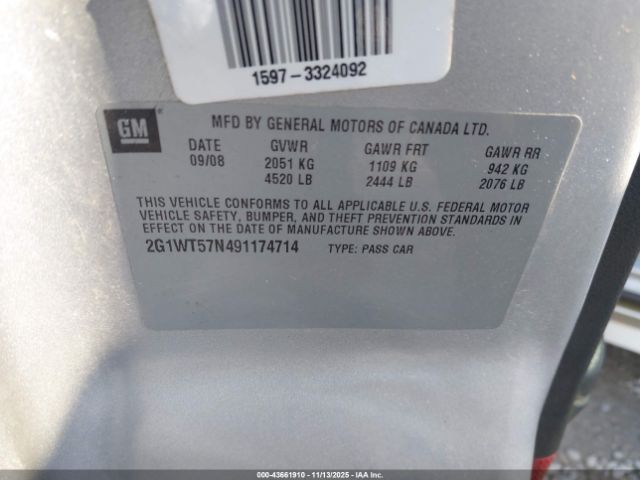 1597-3324092
GM
MFD BY GENERAL MOTORS OF CANADA LTD.
DATE GVWR GAWR FRT GAWR RR
09/08 2051 KG 1109 KG 942 KG
4520 LB 2444 LB 2076 LB
THIS VEHICLE CONFORMS TO ALL APPLICABLE U.S. FEDERAL MOTOR
VEHICLE SAFETY, BUMPER, AND THEFT PREVENTION STANDARDS IN
EFFECT ON THE DATE OF MANUFACTURE SHOWN ABOVE.
2G1WT57N491174714 TYPE: PASS CAR
000-43661910 - 11/13/2025 - IAAI.com